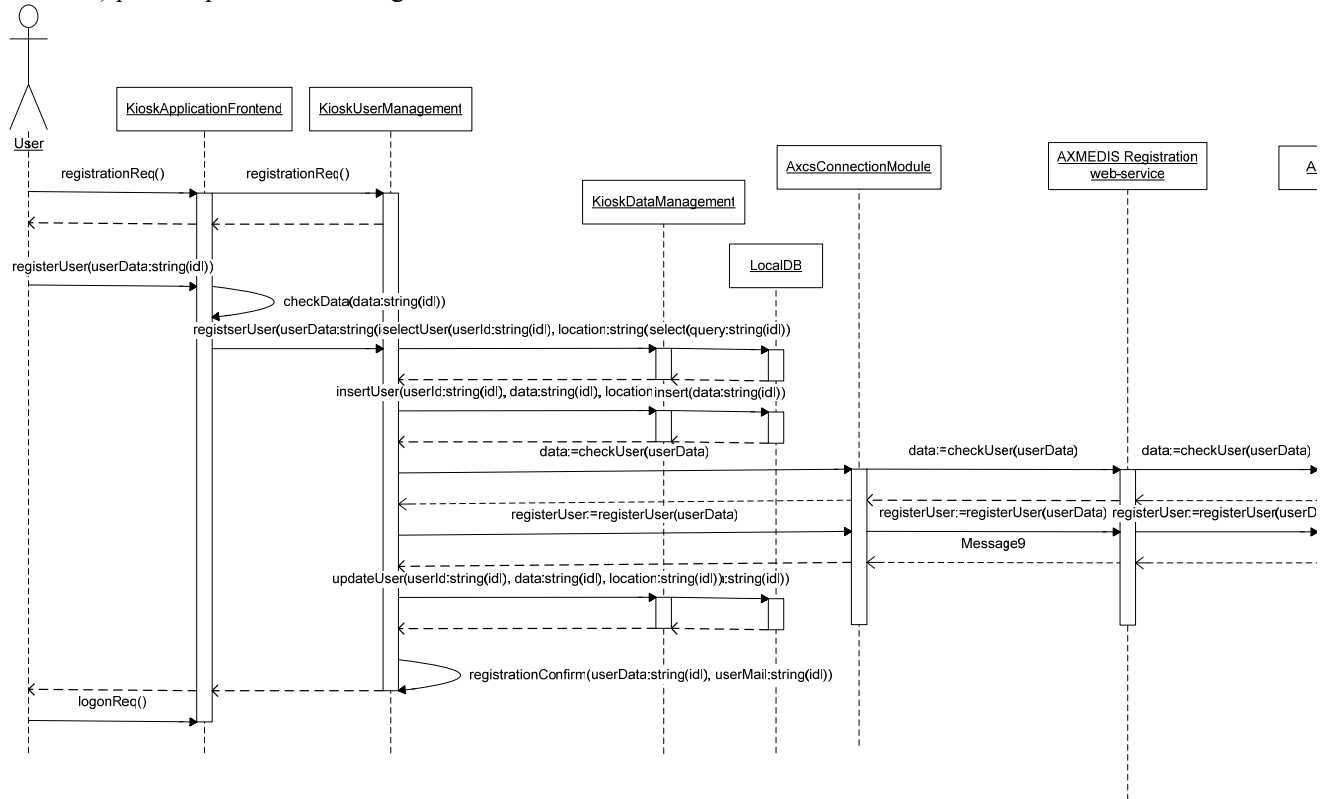 User
KioskApplicationFrontend
KioskUserManagement
KioskDataManagement
LocalDB
AxcsConnectionModule
AXMEDIS Registration
web-service
A
registrationReq()
registrationReq()
registerUser(userData:string(idl))
checkData(data:string(idl))
registserUser(userData:string(i
selectUser(userId:string(idl), location:string(
select(query:string(idl))
insertUser(userId:string(idl), data:string(idl), location
insert(data:string(idl))
data:=checkUser(userData)
data:=checkUser(userData)
data:=checkUser(userData)
registerUser:=registerUser(userData)
registerUser:=registerUser(userData)
registerUser:=registerUser(userD
Message9
updateUser(userId:string(idl), data:string(idl), location:string(idl))
:string(idl))
registrationConfirm(userData:string(idl), userMail:string(idl))
logonReq()